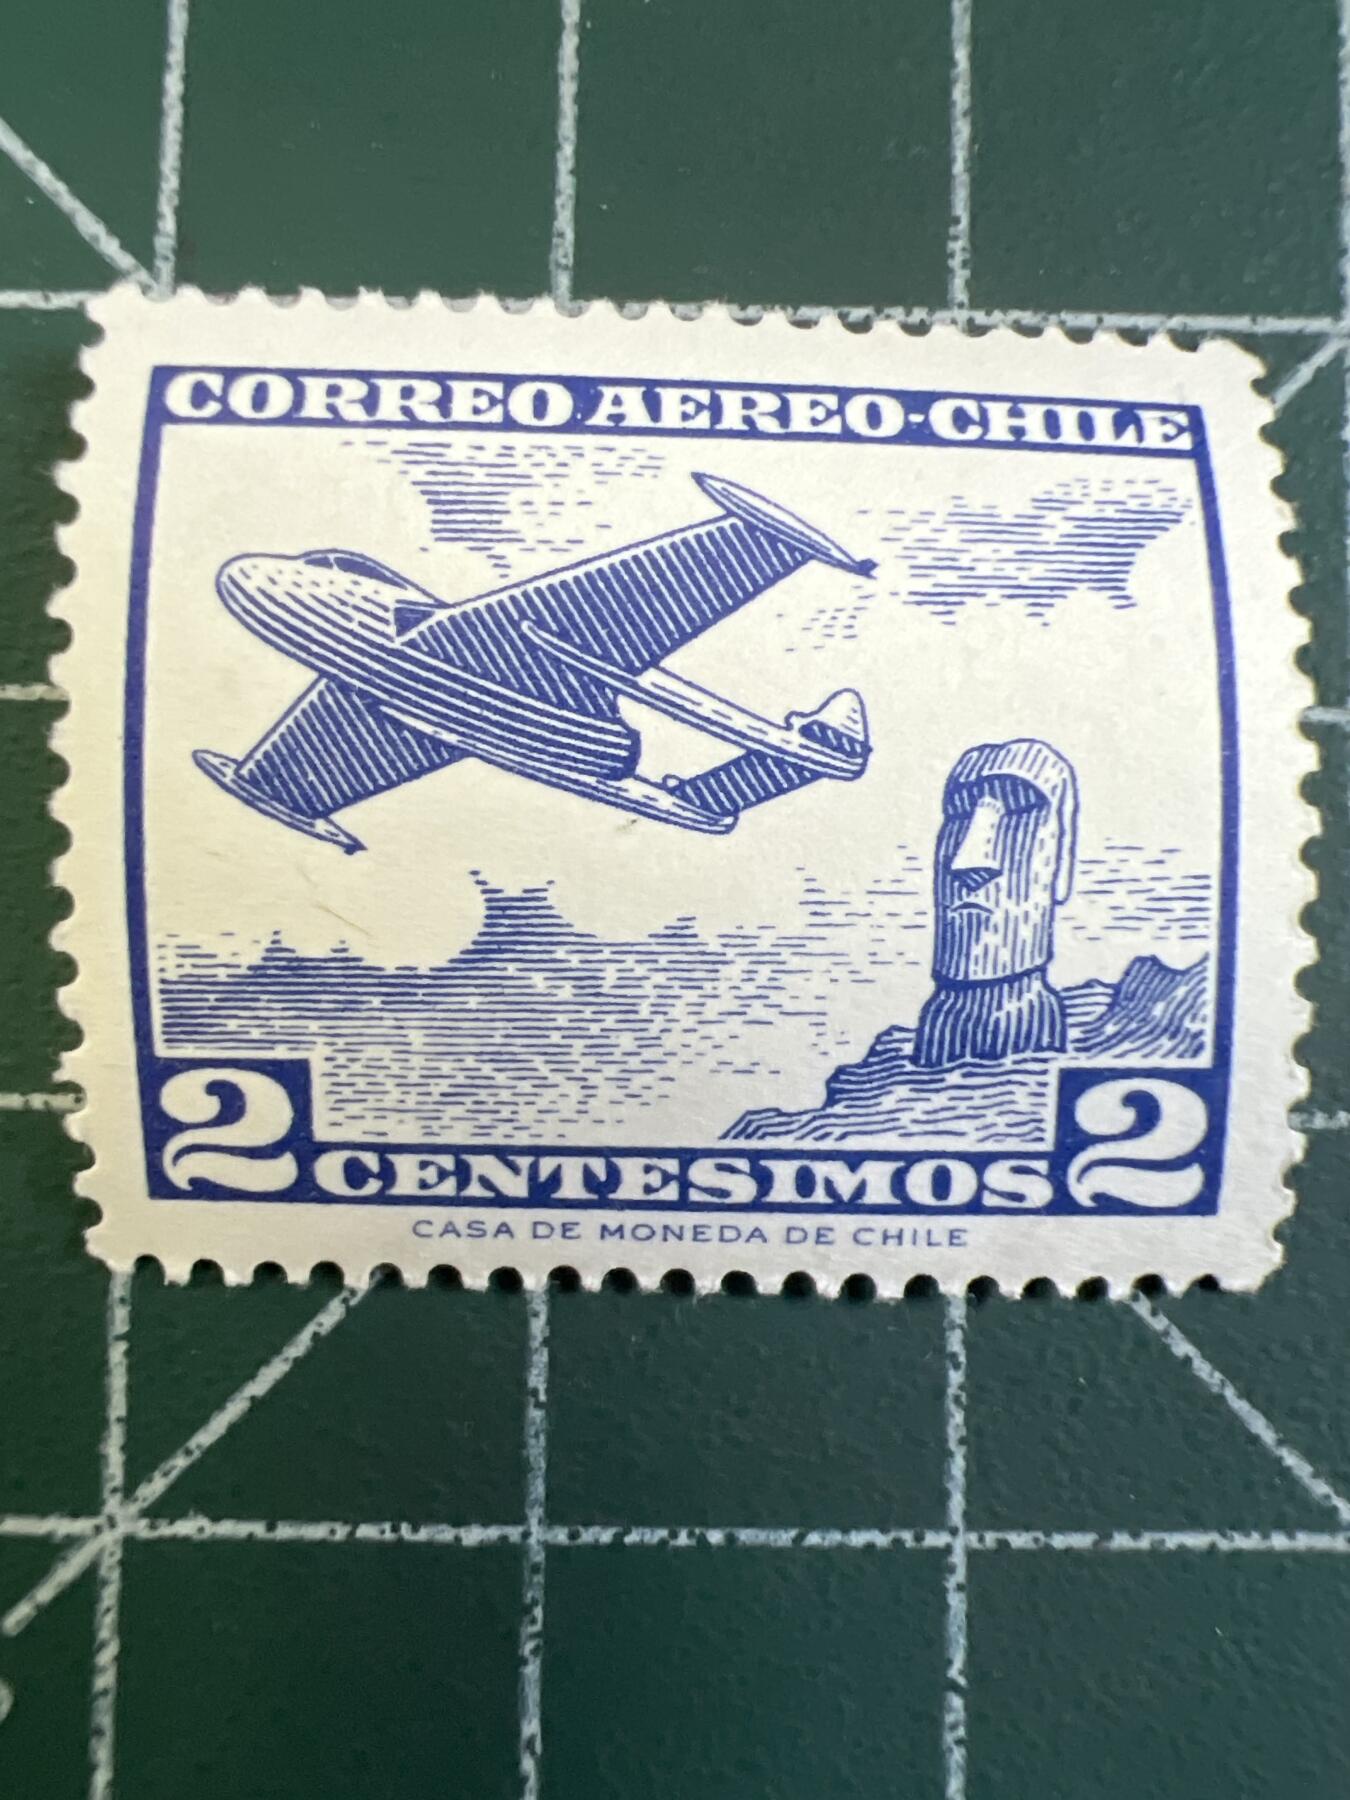 CORREO AEREO-CHILE
2 CENTESIMOS 2
CASA DE MONEDA DE CHILE